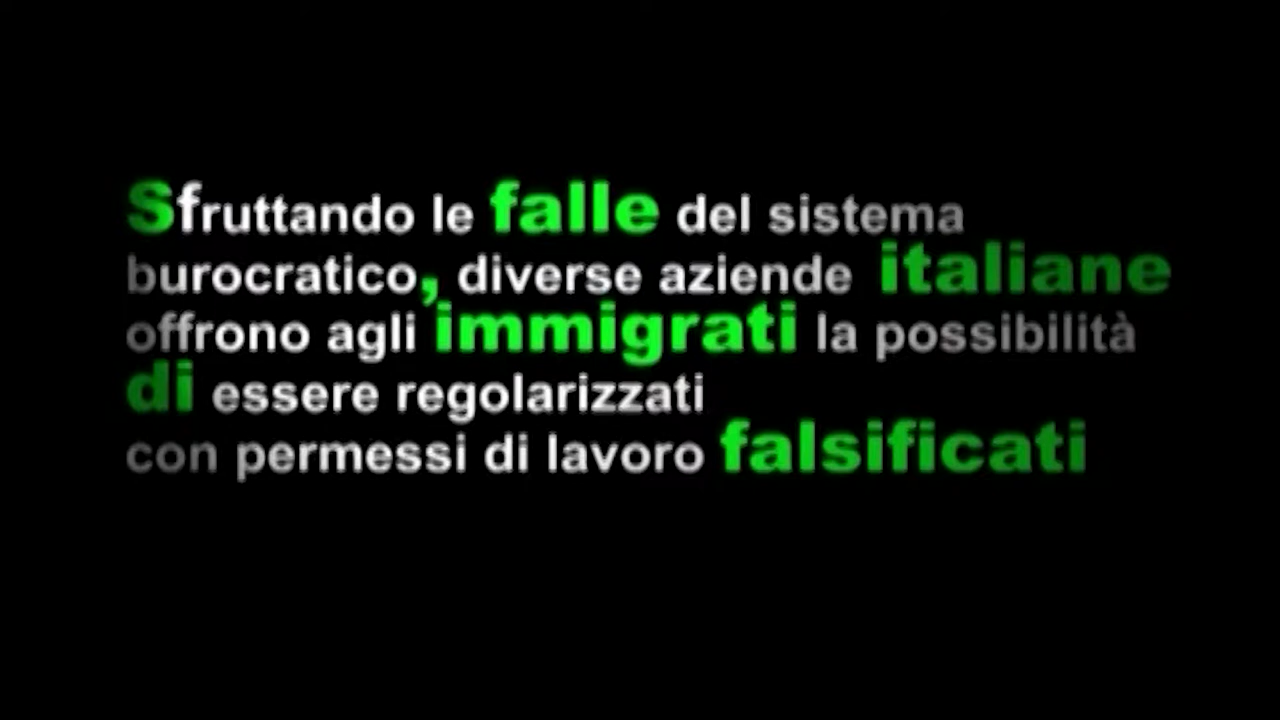 Sfruttando le falle del sistema
burocratico, diverse aziende italiane
offrono agli immigrati la possibilità
di essere regolarizzati
con permessi di lavoro falsificati